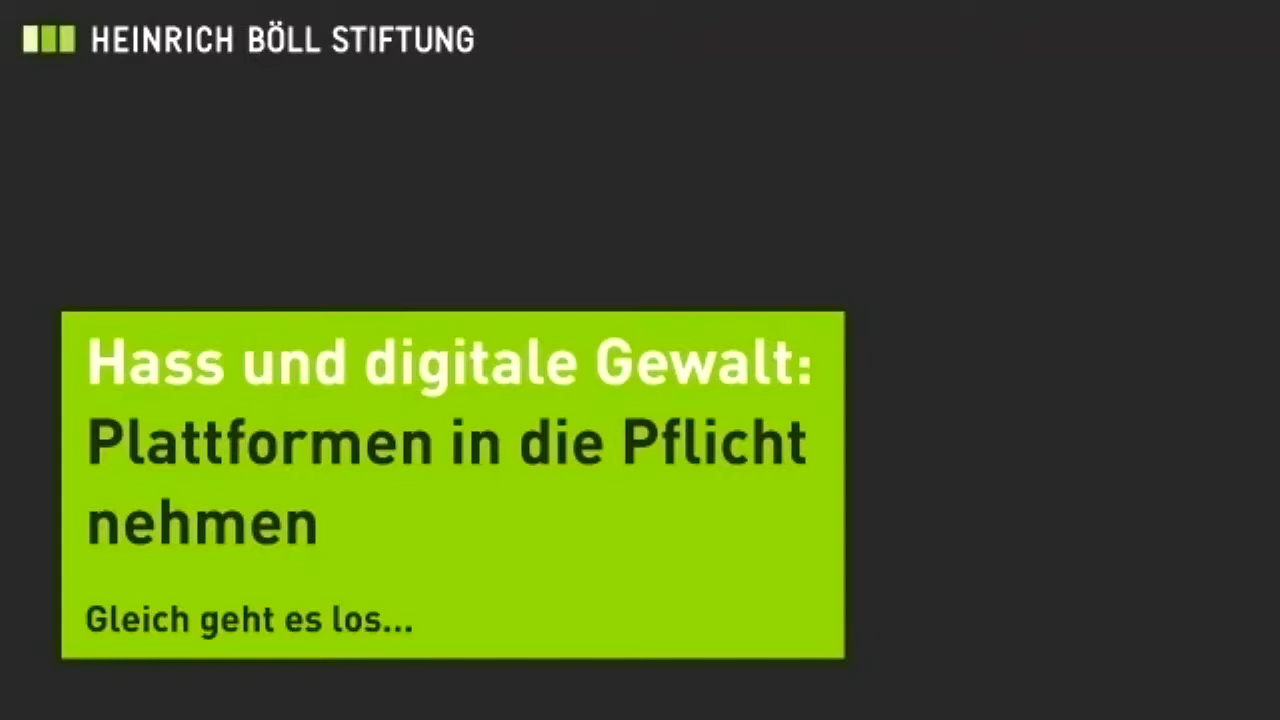 HEINRICH BÖLL STIFTUNG
Hass und digitale Gewalt:
Plattformen in die Pflicht
nehmen
Gleich geht es los...